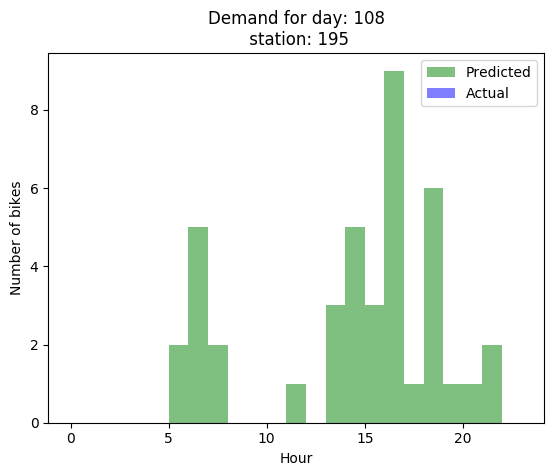 Demand for day: 108
station: 195
Predicted
Actual
Number of bikes
8
6
4
2
0
0
5
10
15
20
Hour